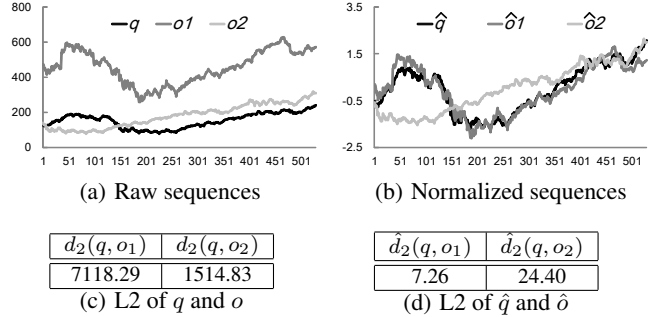 q o1 o2
800
600
400
200
0
1 51 101 151 201 251 301 351 401 451 501
(a) Raw sequences
q̂ ô1 ô2
3.5
1.5
-0.5
-2.5
1 51 101 151 201 251 301 351 401 451 501
(b) Normalized sequences
d₂(q, o₁) d₂(q, o₂)
7118.29 1514.83
(c) L2 of q and o
d̂₂(q, o₁) d̂₂(q, o₂)
7.26 24.40
(d) L2 of q̂ and ô